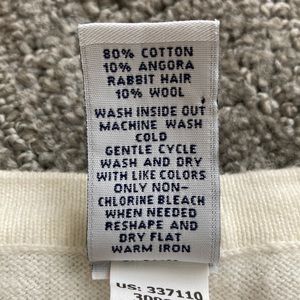 80% COTTON
10% ANGORA
RABBIT HAIR
10% WOOL
WASH INSIDE OUT
MACHINE WASH
COLD
GENTLE CYCLE
WASH AND DRY
WITH LIKE COLORS
ONLY NON-
CHLORINE BLEACH
WHEN NEEDED
RESHAPE AND
DRY FLAT
WARM IRON
US: 337110